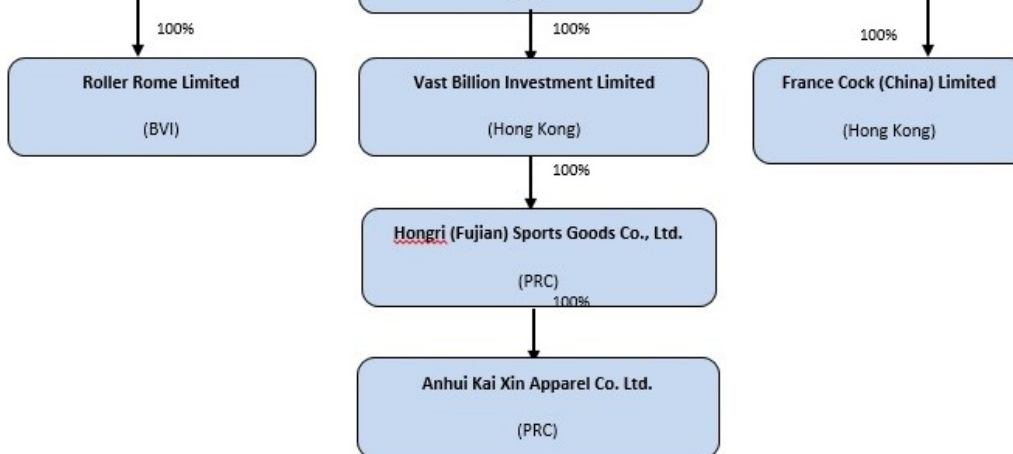 100%
100%
100%
Roller Rome Limited
(BVI)
Vast Billion Investment Limited
(Hong Kong)
France Cock (China) Limited
(Hong Kong)
100%
Hongri (Fujian) Sports Goods Co., Ltd.
(PRC)
100%
Anhui Kai Xin Apparel Co. Ltd.
(PRC)